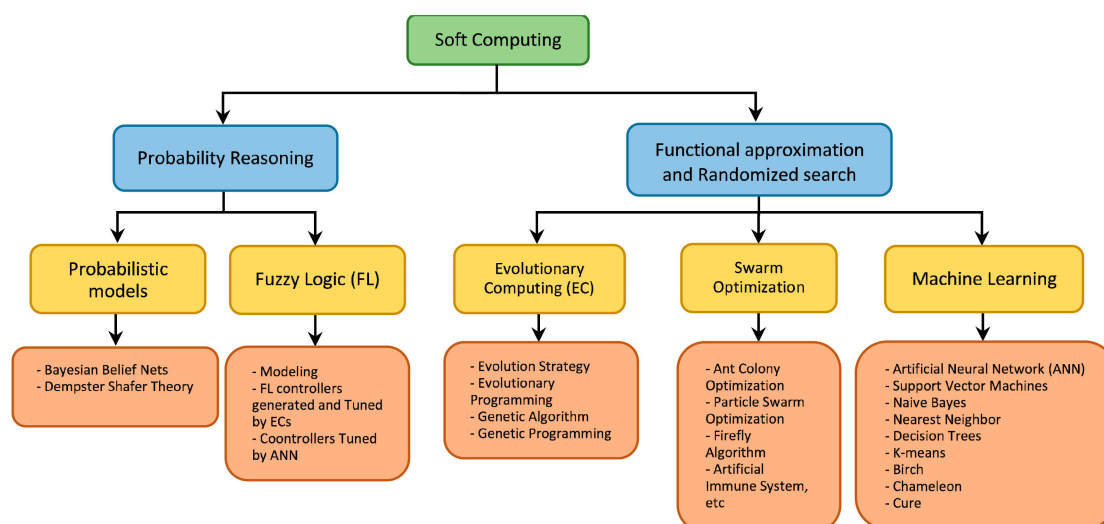 Soft Computing
Probability Reasoning
Functional approximation
and Randomized search
Probabilistic
models
Fuzzy Logic (FL)
Evolutionary
Computing (EC)
Swarm
Optimization
Machine Learning
- Bayesian Belief Nets
- Dempster Shafer Theory
- Modeling
- FL controllers
generated and Tuned
by ECs
- Coontrollers Tuned
by ANN
- Evolution Strategy
- Evolutionary
Programming
- Genetic Algorithm
- Genetic Programming
- Ant Colony
Optimization
- Particle Swarm
Optimization
- Firefly
Algorithm
- Artificial
Immune System,
etc
- Artificial Neural Network (ANN)
- Support Vector Machines
- Naive Bayes
- Nearest Neighbor
- Decision Trees
- K-means
- Birch
- Chameleon
- Cure